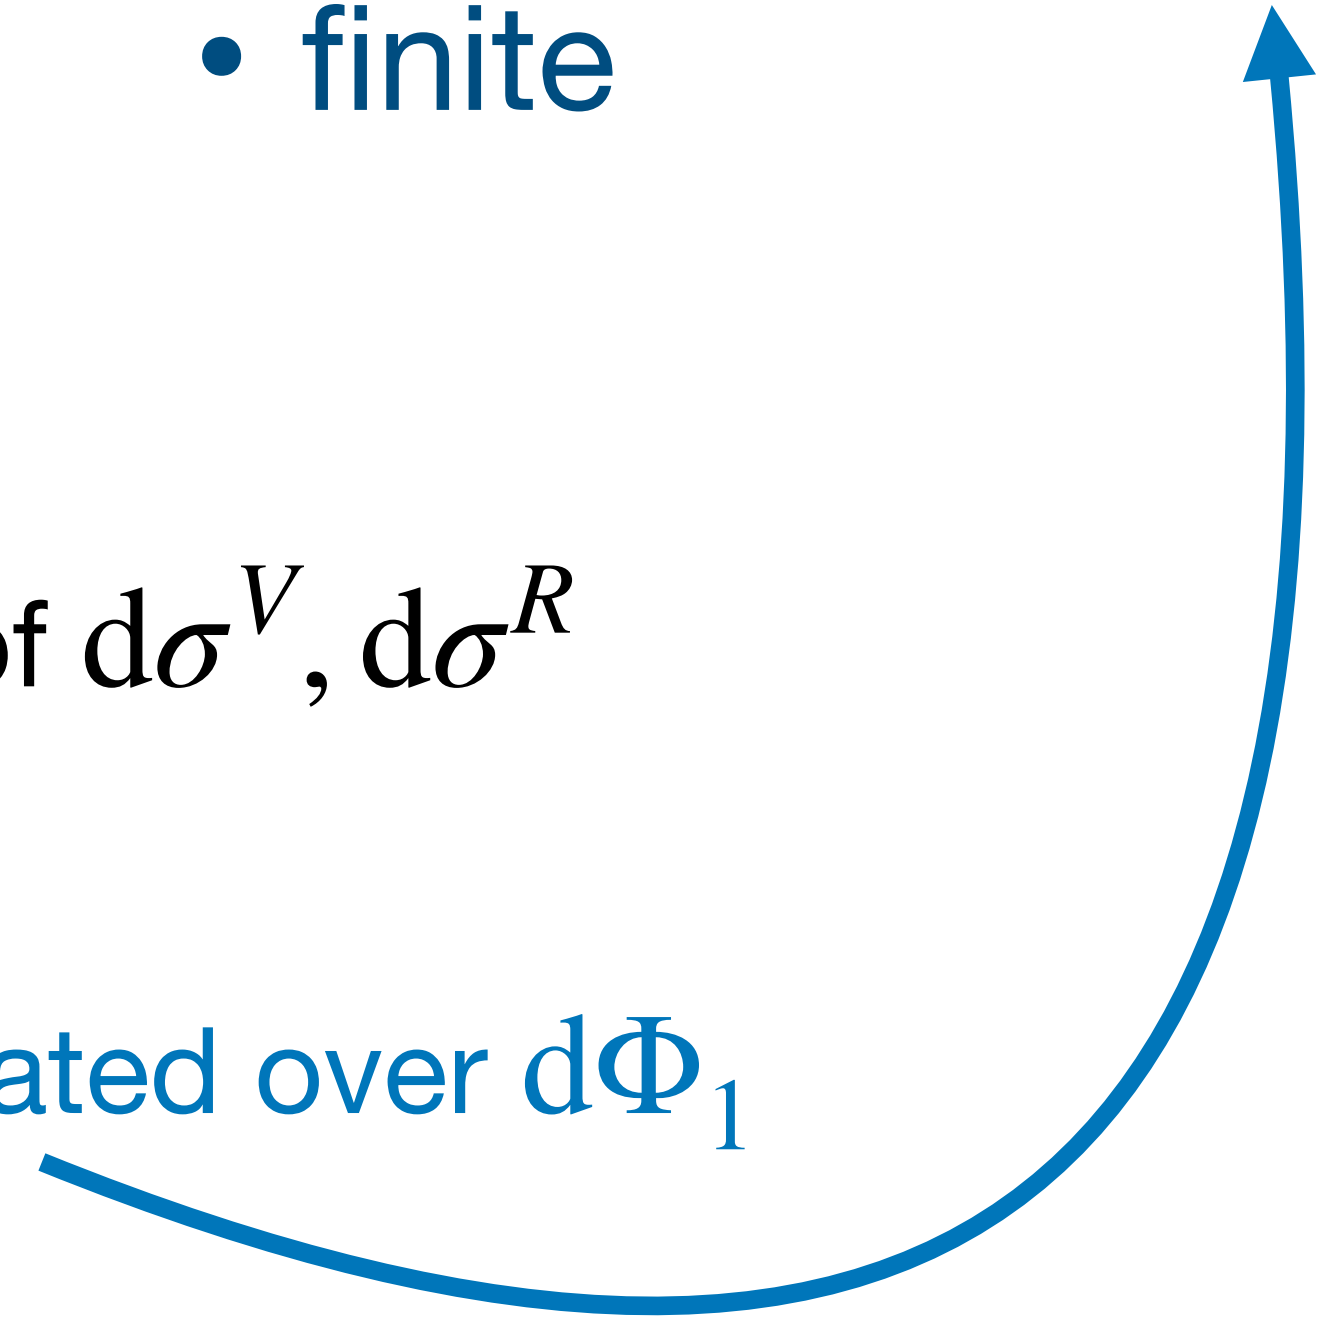 • finite
of dσ^V, dσ^R
ated over dΦ_1